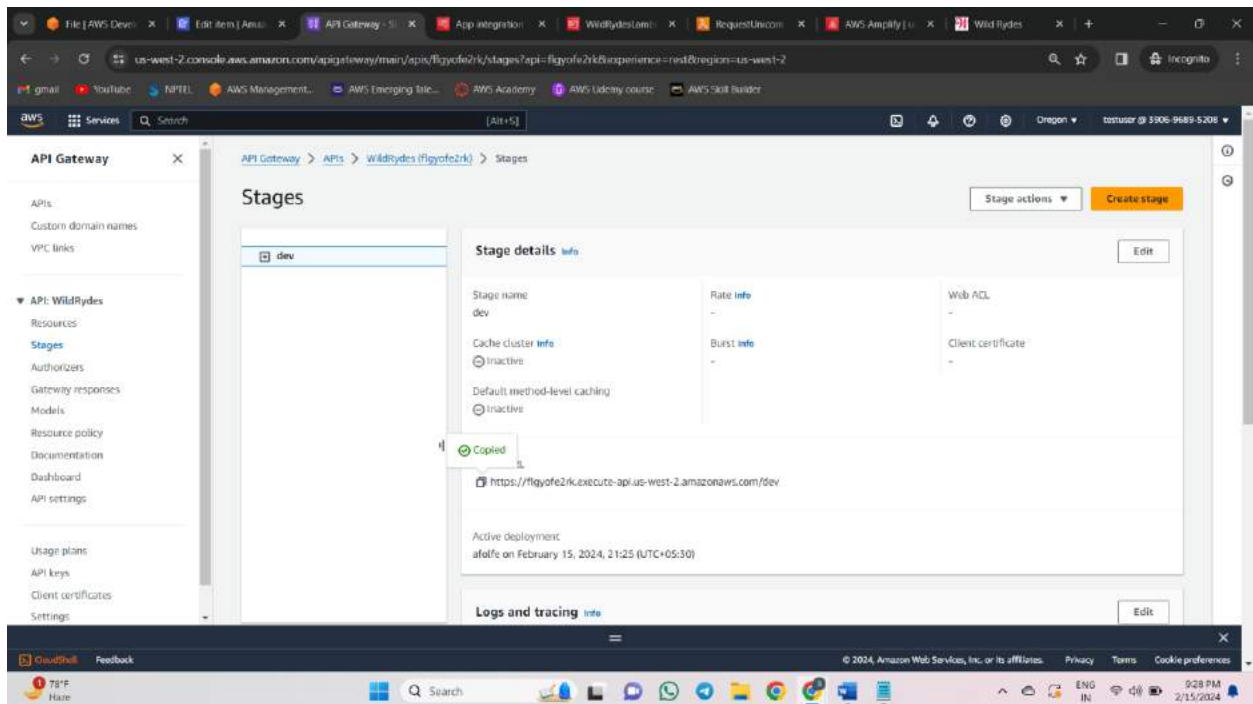 File | AWS Devel
Edit item | Amaz
API Gateway - S
App integration
WildRydesLamb
RequestUnicorn
AWS Amplify | u
Wild Rydes
us-west-2.console.aws.amazon.com/apigateway/main/apis/flgyofe2rk/stages?api=flgyofe2rk&experience=rest&region=us-west-2
Incognito
gmail YouTube NPTEL AWS Management... AWS Emerging Tale... AWS Academy AWS Udemy course AWS Skill Builder
aws Services Search [Alt+S] Oregon testuser @ 3906-9689-5208
API Gateway
APIs
Custom domain names
VPC links
API: WildRydes
Resources
Stages
Authorizers
Gateway responses
Models
Resource policy
Documentation
Dashboard
API settings
Usage plans
API keys
Client certificates
Settings
API Gateway > APIs > WildRydes (flgyofe2rk) > Stages
Stages
Stage actions
Create stage
dev
Stage details Info
Edit
Stage name
dev
Rate Info
-
Web ACL
-
Cache cluster Info
Inactive
Burst Info
-
Client certificate
-
Default method-level caching
Inactive
Copied
https://flgyofe2rk.execute-api.us-west-2.amazonaws.com/dev
Active deployment
afolfe on February 15, 2024, 21:25 (UTC+05:30)
Logs and tracing Info
Edit
CloudShell Feedback
© 2024, Amazon Web Services, Inc. or its affiliates. Privacy Terms Cookie preferences
78°F
Haze
Search
ENG
IN
9:28 PM
2/15/2024